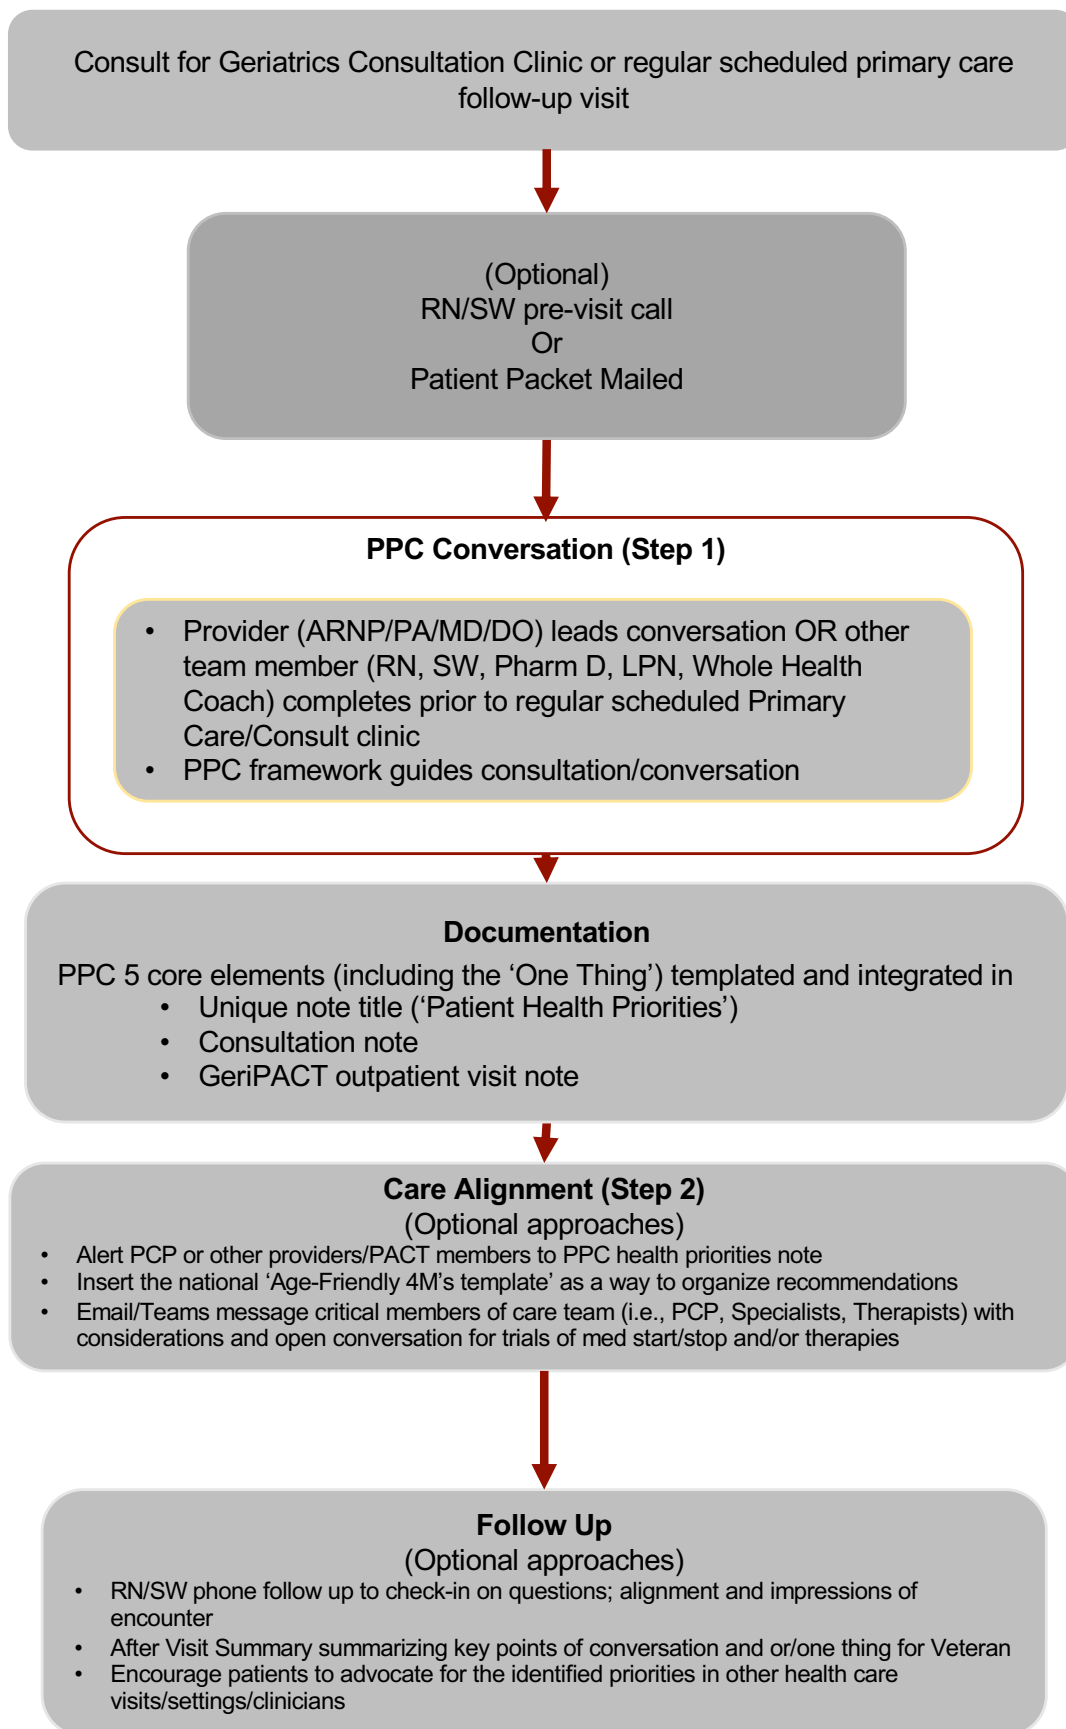 Consult for Geriatrics Consultation Clinic or regular scheduled primary care
follow-up visit
(Optional)
RN/SW pre-visit call
Or
Patient Packet Mailed
PPC Conversation (Step 1)
• Provider (ARNP/PA/MD/DO) leads conversation OR other
team member (RN, SW, Pharm D, LPN, Whole Health
Coach) completes prior to regular scheduled Primary
Care/Consult clinic
• PPC framework guides consultation/conversation
Documentation
PPC 5 core elements (including the ‘One Thing’) templated and integrated in
• Unique note title (‘Patient Health Priorities’)
• Consultation note
• GeriPACT outpatient visit note
Care Alignment (Step 2)
(Optional approaches)
• Alert PCP or other providers/PACT members to PPC health priorities note
• Insert the national ‘Age-Friendly 4M’s template’ as a way to organize recommendations
• Email/Teams message critical members of care team (i.e., PCP, Specialists, Therapists) with
considerations and open conversation for trials of med start/stop and/or therapies
Follow Up
(Optional approaches)
• RN/SW phone follow up to check-in on questions; alignment and impressions of
encounter
• After Visit Summary summarizing key points of conversation and or/one thing for Veteran
• Encourage patients to advocate for the identified priorities in other health care
visits/settings/clinicians